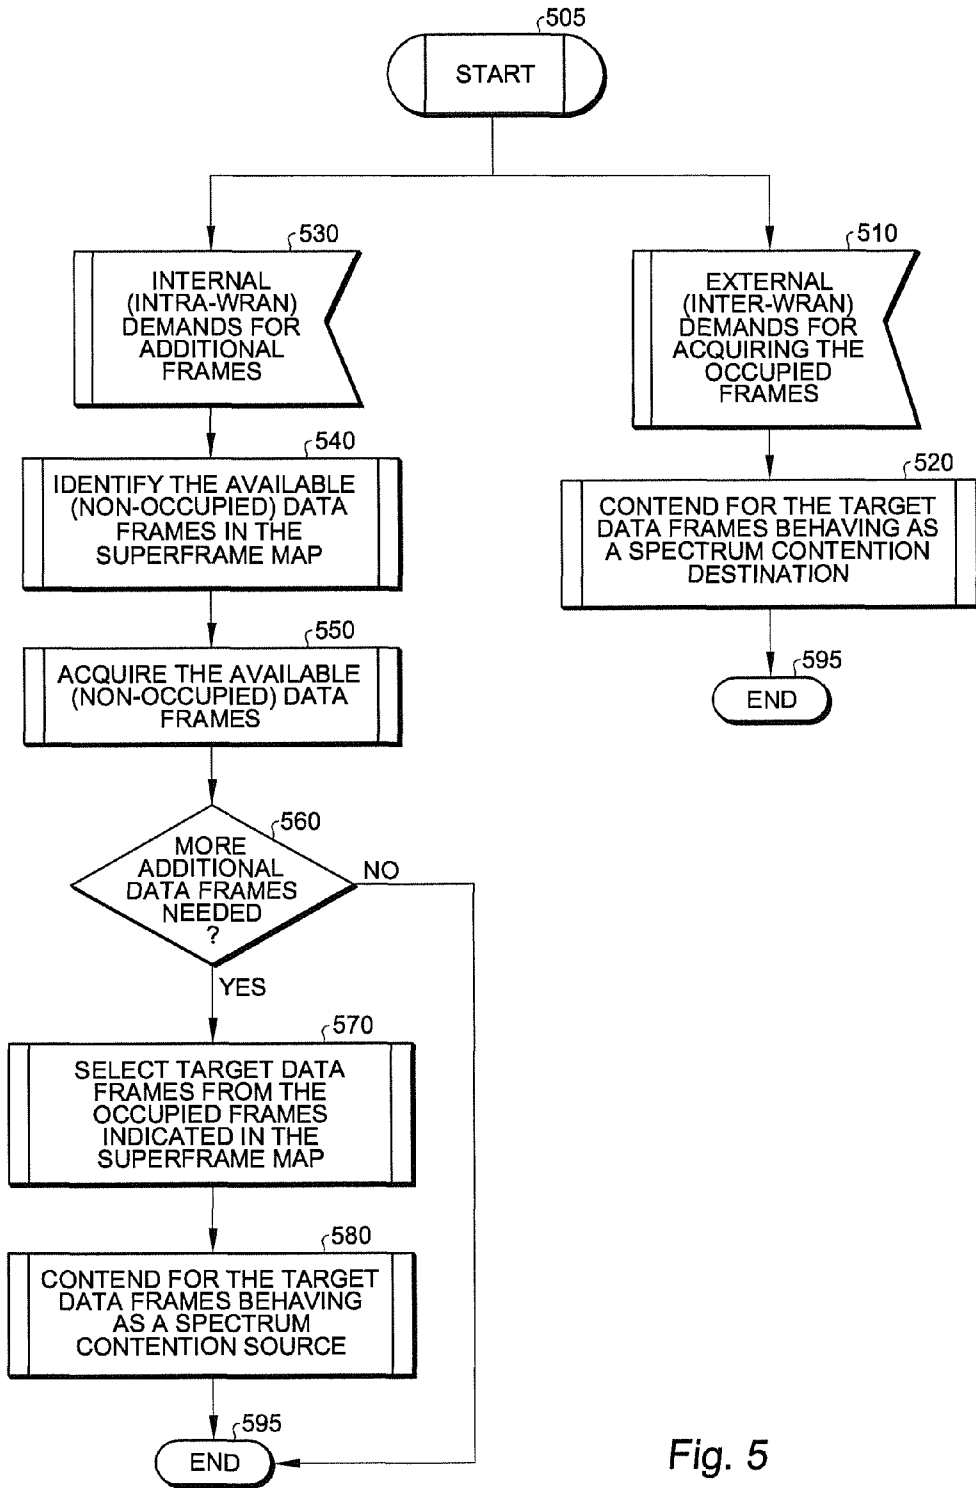 505
START
530
INTERNAL
(INTRA-WRAN)
DEMANDS FOR
ADDITIONAL
FRAMES
510
EXTERNAL
(INTER-WRAN)
DEMANDS FOR
ACQUIRING THE
OCCUPIED
FRAMES
540
IDENTIFY THE AVAILABLE
(NON-OCCUPIED) DATA
FRAMES IN THE
SUPERFRAME MAP
520
CONTEND FOR THE TARGET
DATA FRAMES BEHAVING AS
A SPECTRUM CONTENTION
DESTINATION
550
ACQUIRE THE AVAILABLE
(NON-OCCUPIED) DATA
FRAMES
595
END
560
MORE
ADDITIONAL
DATA FRAMES
NEEDED
?
NO
YES
570
SELECT TARGET DATA
FRAMES FROM THE
OCCUPIED FRAMES
INDICATED IN THE
SUPERFRAME MAP
580
CONTEND FOR THE TARGET
DATA FRAMES BEHAVING
AS A SPECTRUM
CONTENTION SOURCE
595
END
Fig. 5